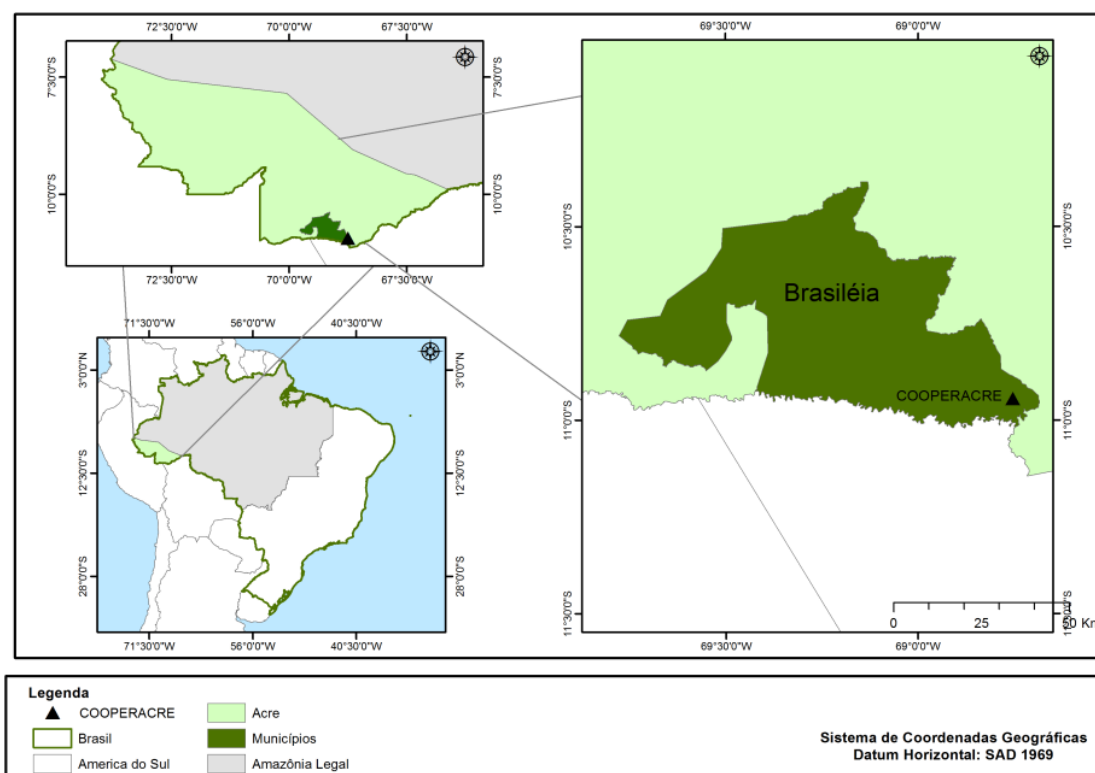 72°30'0"W 70°0'0"W 67°30'0"W
7°30'0"S
7°30'0"S
10°0'0"S
10°0'0"S
72°30'0"W 70°0'0"W 67°30'0"W
71°30'0"W 56°0'0"W 40°30'0"W
3°0'0"N
3°0'0"N
12°30'0"S
12°30'0"S
28°0'0"S
28°0'0"S
71°30'0"W 56°0'0"W 40°30'0"W
69°30'0"W 69°0'0"W
10°30'0"S
10°30'0"S
Brasiléia
COOPERACRE
11°0'0"S
11°0'0"S
11°30'0"S
11°30'0"S
0 25 50 Km
69°30'0"W 69°0'0"W
Legenda
COOPERACRE
Brasil
America do Sul
Acre
Municípios
Amazônia Legal
Sistema de Coordenadas Geográficas
Datum Horizontal: SAD 1969